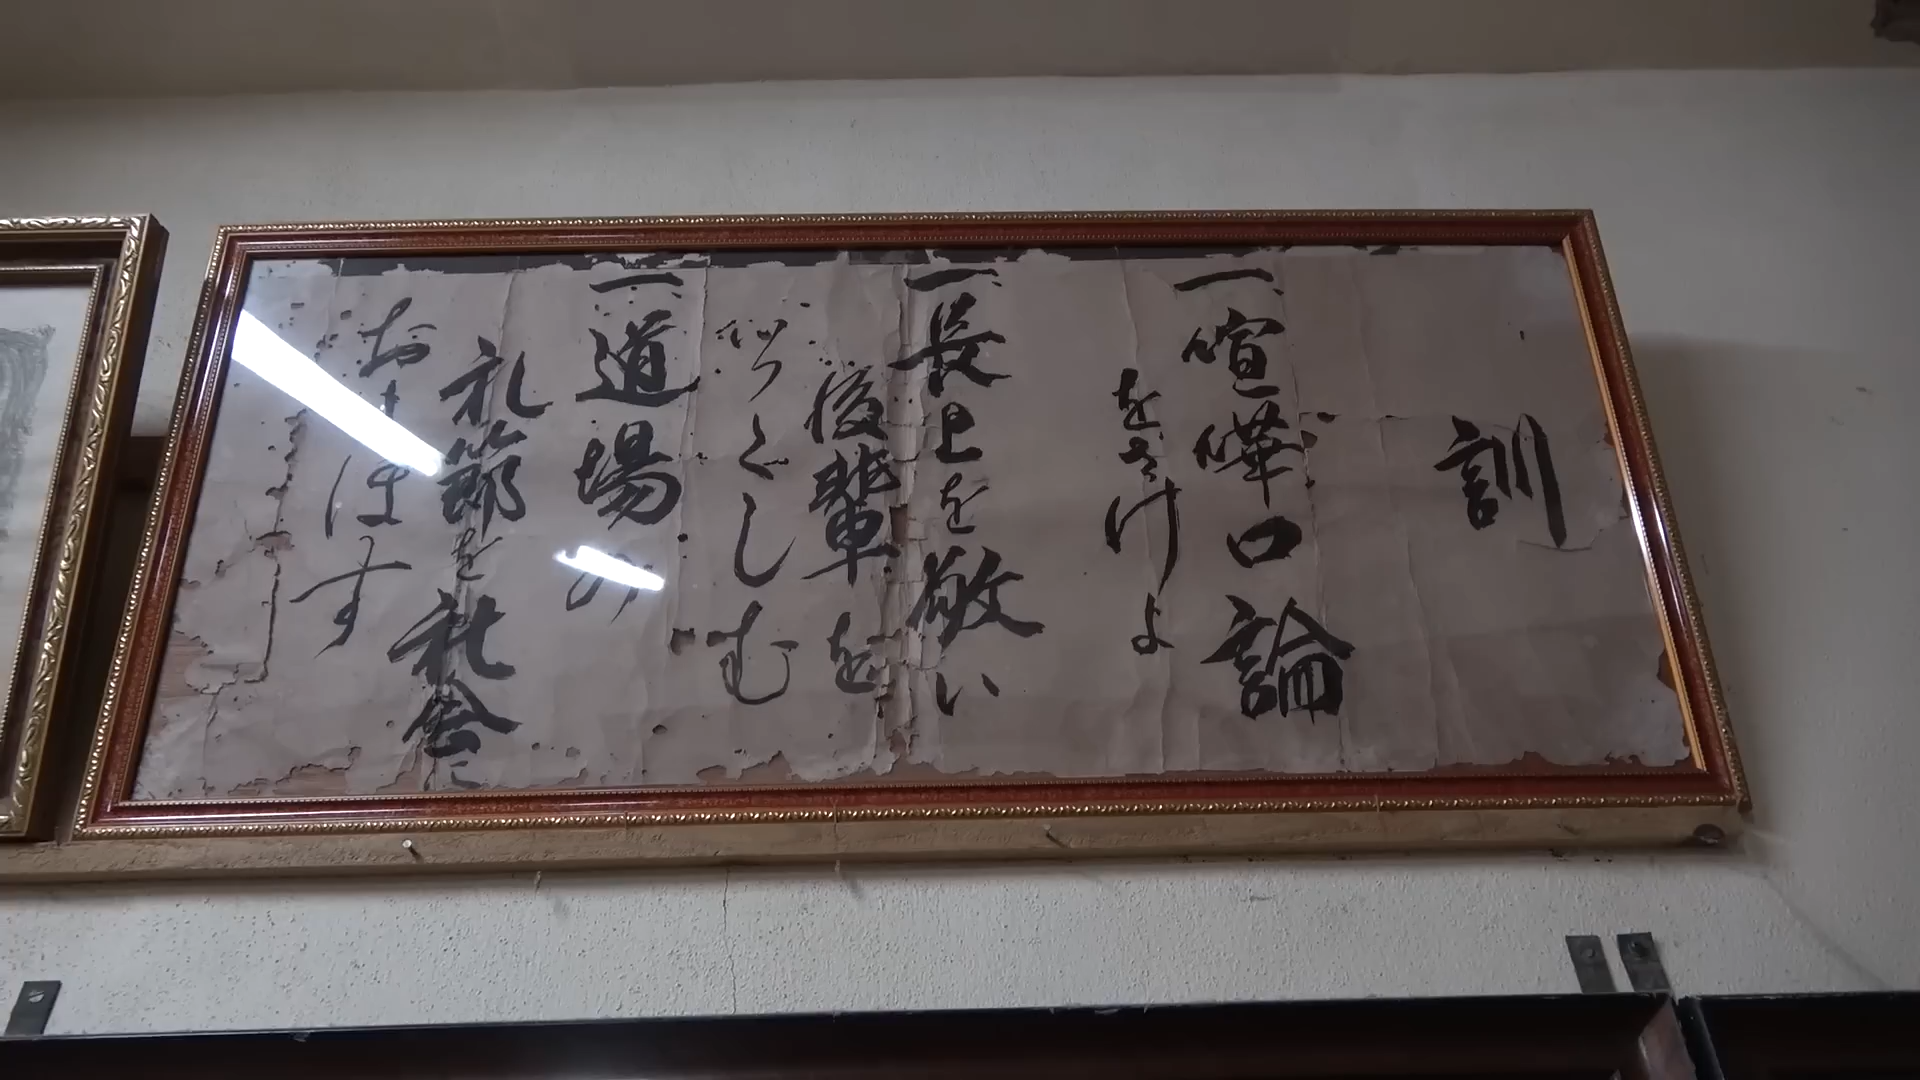 訓
一、喧嘩口論
をさけよ
一、長上を敬い
後輩を
いつくしむ
一、道場の
礼節を社会に
およぼす